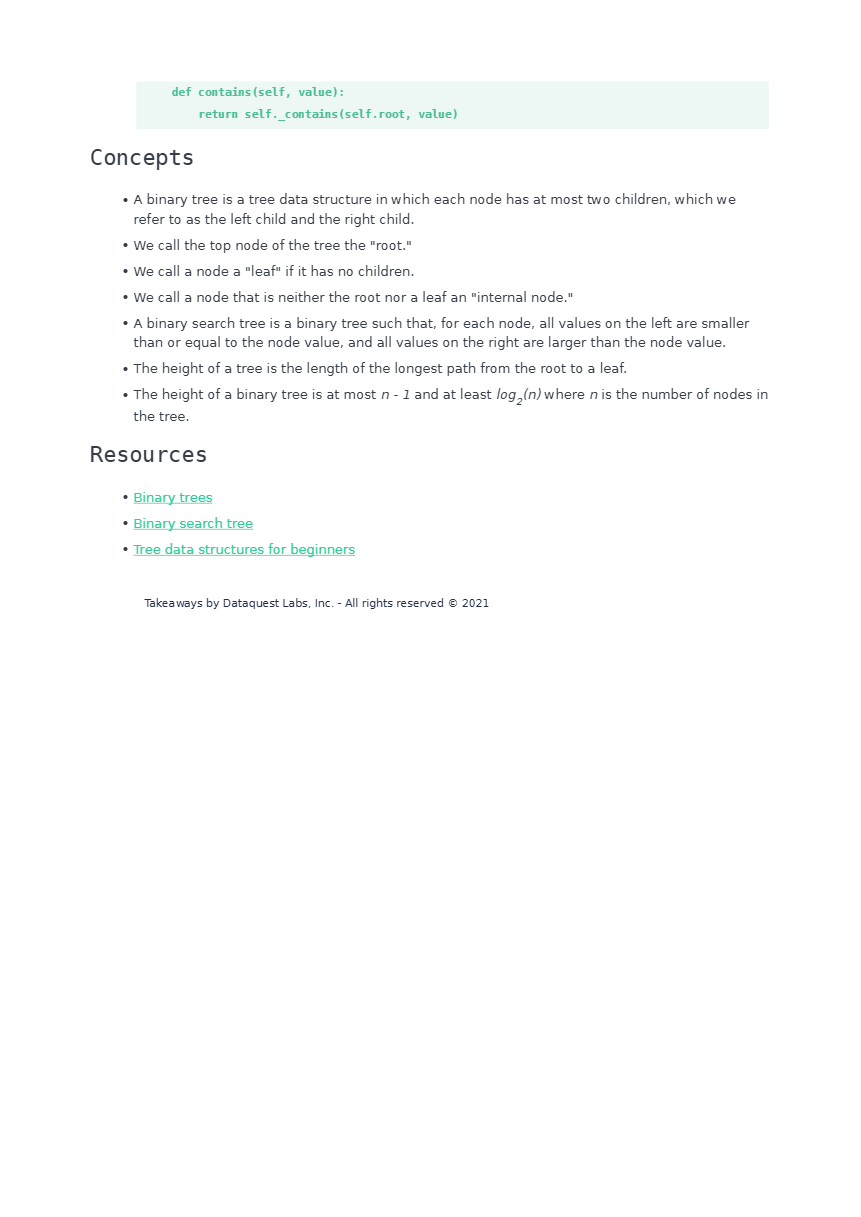 def contains(self, value):
return self._contains(self.root, value)
Concepts
• A binary tree is a tree data structure in which each node has at most two children, which we
refer to as the left child and the right child.
• We call the top node of the tree the "root."
• We call a node a "leaf" if it has no children.
• We call a node that is neither the root nor a leaf an "internal node."
• A binary search tree is a binary tree such that, for each node, all values on the left are smaller
than or equal to the node value, and all values on the right are larger than the node value.
• The height of a tree is the length of the longest path from the root to a leaf.
• The height of a binary tree is at most n - 1 and at least log2(n) where n is the number of nodes in
the tree.
Resources
• Binary trees
• Binary search tree
• Tree data structures for beginners
Takeaways by Dataquest Labs, Inc. - All rights reserved © 2021